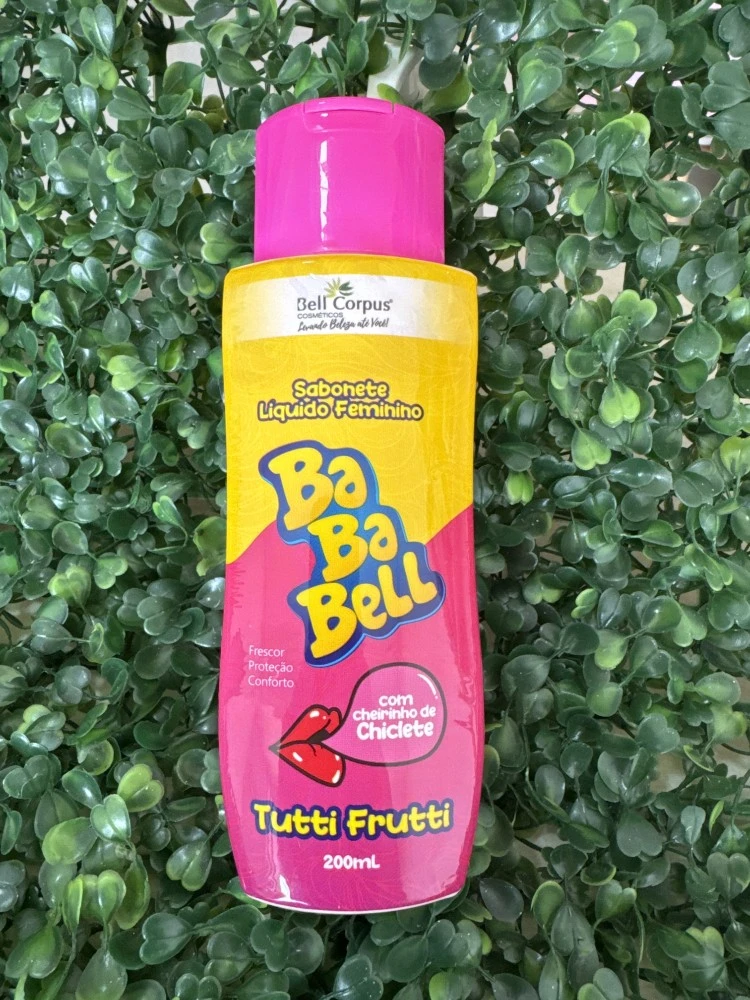 Bell Corpus®
COSMÉTICOS
Levando Beleza até Você!
Sabonete
Líquido Feminino
Ba
Ba
Bell
Frescor
Proteção
Conforto
com
cheirinho de
Chiclete
Tutti Frutti
200mL